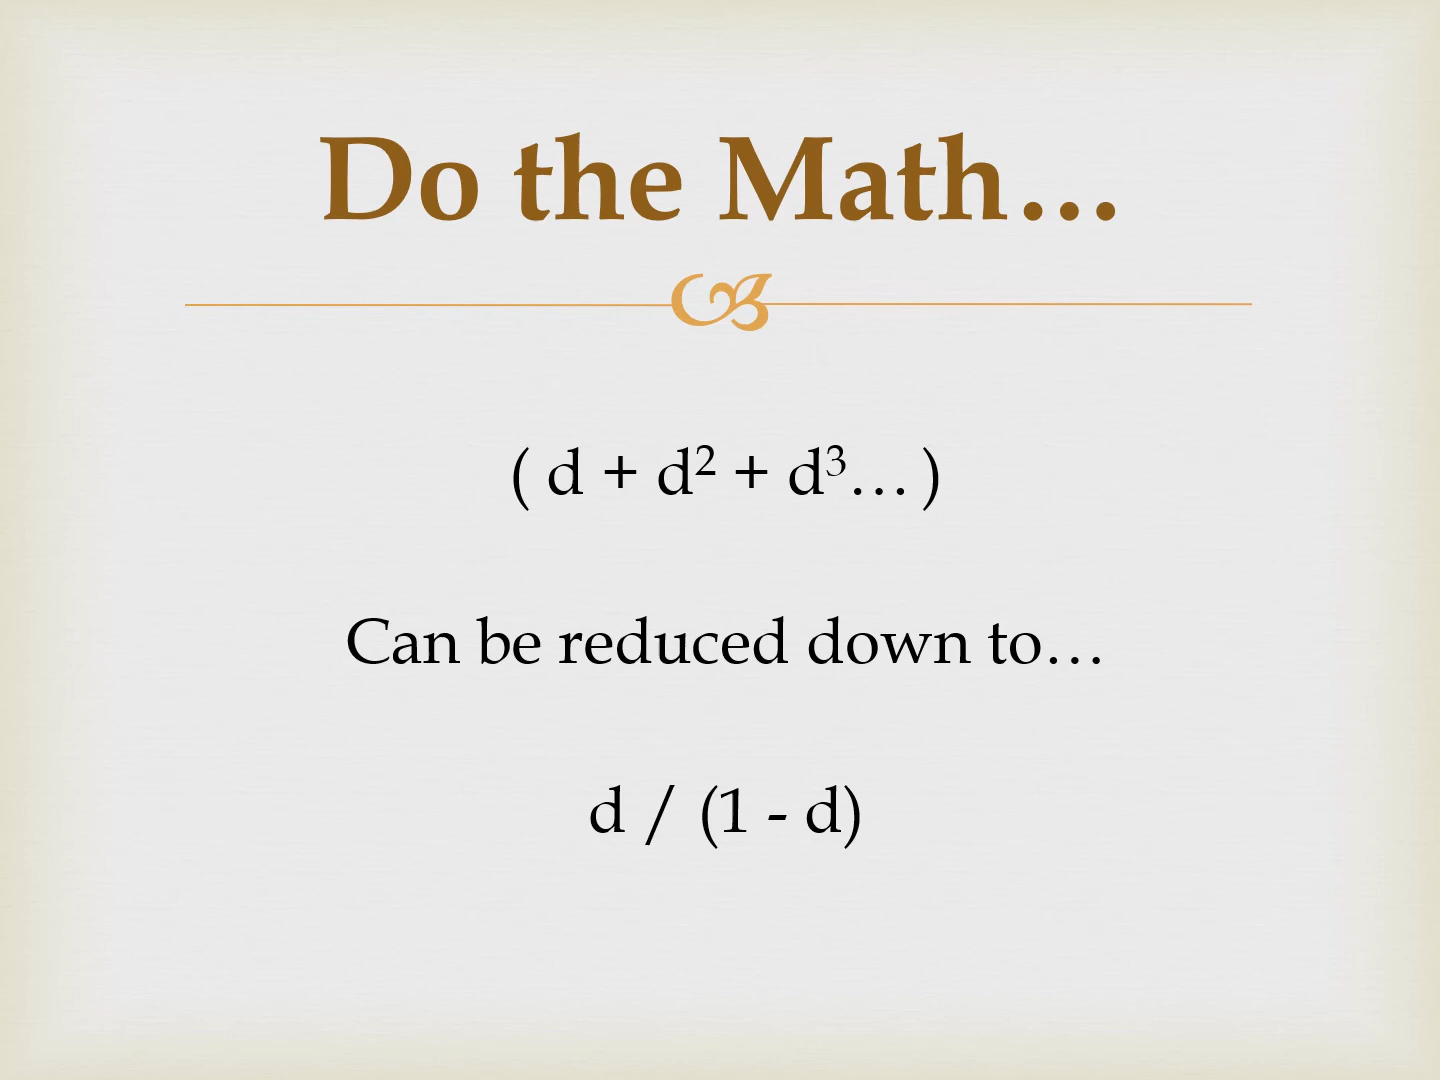 Do the Math…
( d + d² + d³… )
Can be reduced down to…
d / (1 - d)